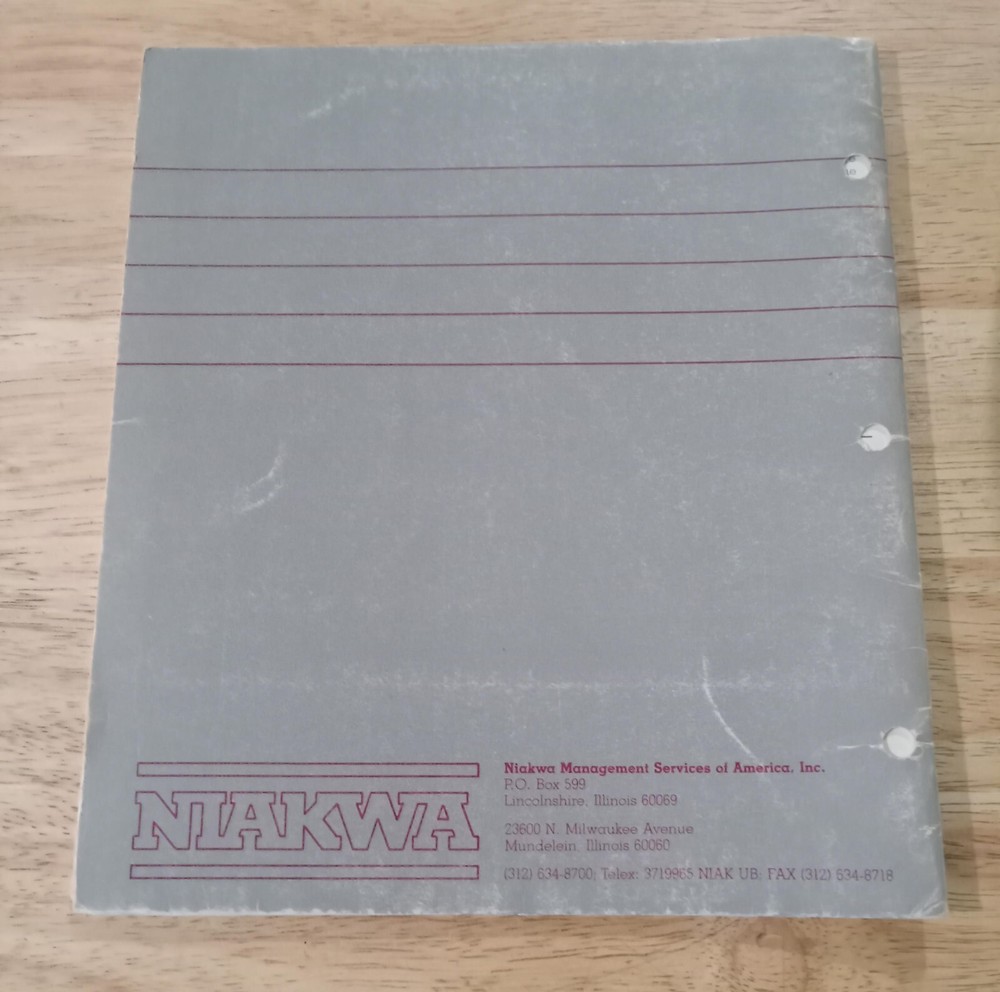 NIAKWA
Niakwa Management Services of America, Inc.
P.O. Box 599
Lincolnshire, Illinois 60069
23600 N. Milwaukee Avenue
Mundelein, Illinois 60060
(312) 634-8700; Telex: 3719965 NIAK UB; FAX (312) 634-8718